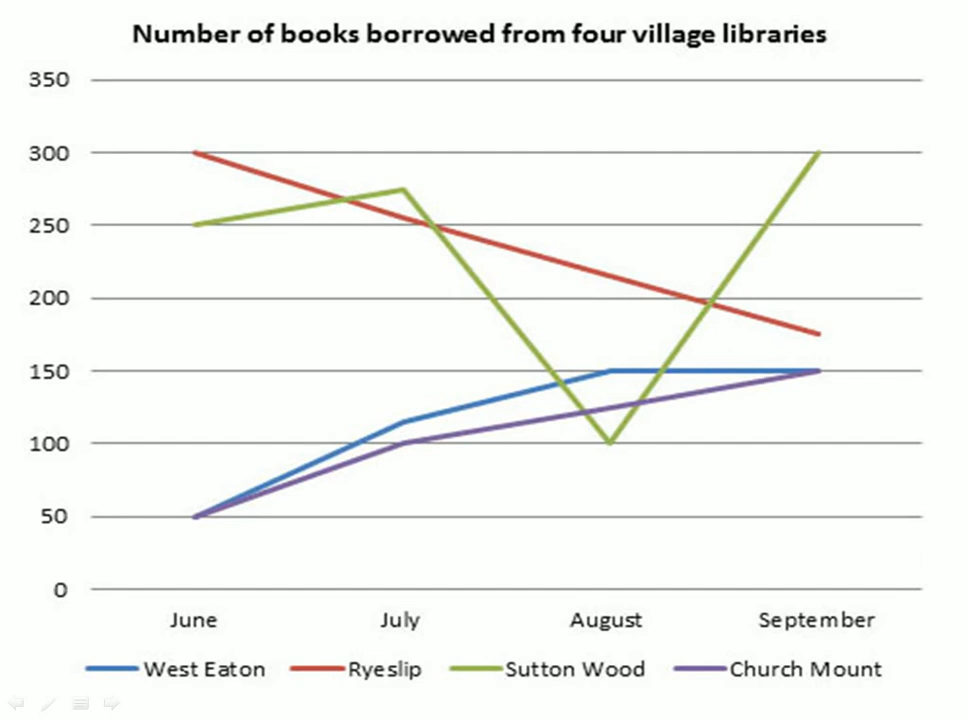 Number of books borrowed from four village libraries
350
300
250
200
150
100
50
0
June July August September
West Eaton Ryeslip Sutton Wood Church Mount